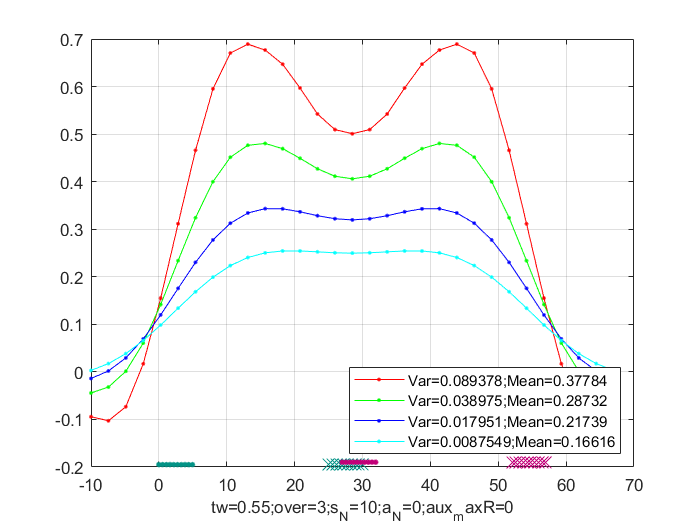 0.7
0.6
0.5
0.4
0.3
0.2
0.1
0
-0.1
-0.2
Var=0.089378;Mean=0.37784
Var=0.038975;Mean=0.28732
Var=0.017951;Mean=0.21739
Var=0.0087549;Mean=0.16616
-10 0 10 20 30 40 50 60 70
tw=0.55;over=3;s_N=10;a_N=0;aux_maxR=0